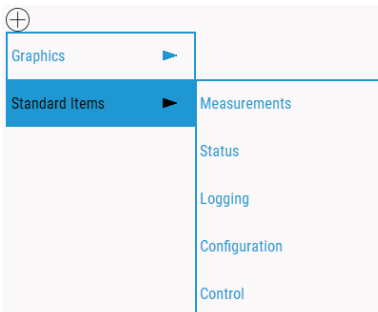 Graphics
Standard Items
Measurements
Status
Logging
Configuration
Control